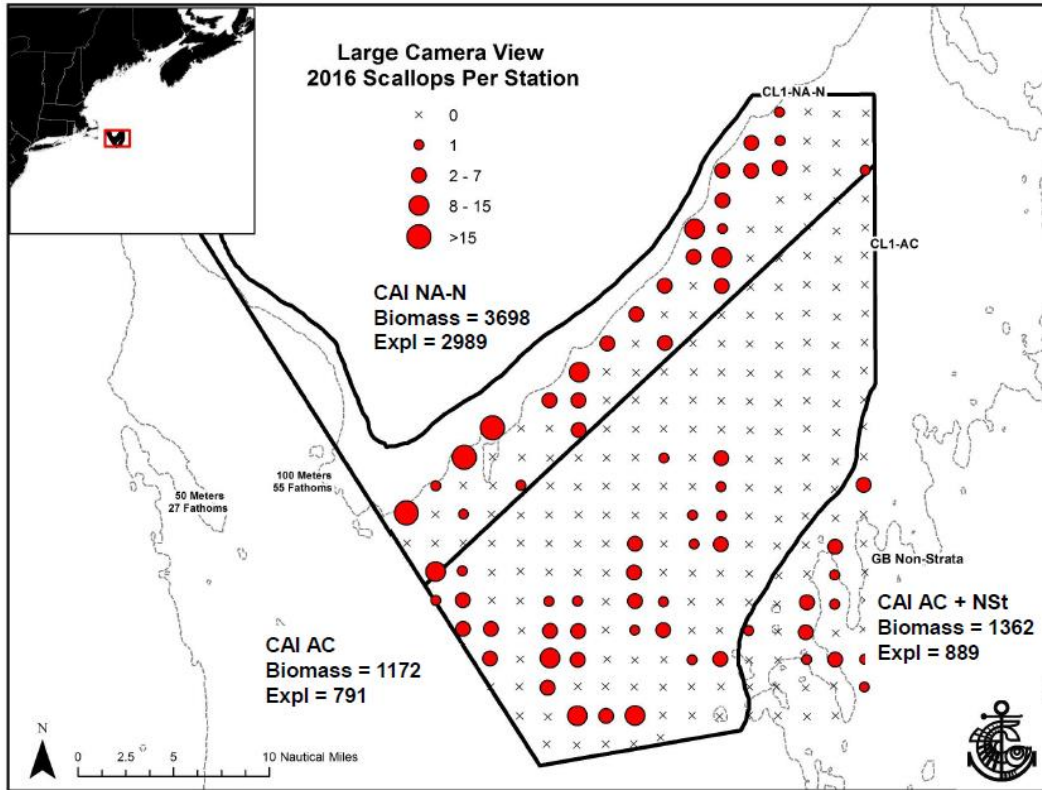 Large Camera View
2016 Scallops Per Station
0
1
2 - 7
8 - 15
>15
CL1-NA-N
CL1-AC
CAI NA-N
Biomass = 3698
Expl = 2989
100 Meters
55 Fathoms
50 Meters
27 Fathoms
GB Non-Strata
CAI AC + NSt
Biomass = 1362
Expl = 889
CAI AC
Biomass = 1172
Expl = 791
N
0 2.5 5 10 Nautical Miles